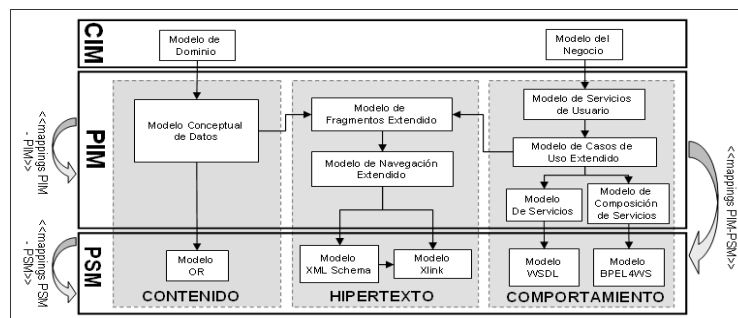 CIM
Modelo de
Dominio
Modelo del
Negocio
PIM
Modelo Conceptual
de Datos
Modelo de
Fragmentos Extendido
Modelo de Navegación
Extendido
Modelo de Servicios
de Usuario
Modelo de Casos de
Uso Extendido
Modelo
De Servicios
Modelo de
Composición
de Servicios
PSM
Modelo
OR
Modelo
XML Schema
Modelo
Xlink
Modelo
WSDL
Modelo
BPEL4WS
CONTENIDO
HIPERTEXTO
COMPORTAMIENTO
<<mappings PIM
- PIM>>
<<mappings PSM
- PSM>>
<<mappings PIM-PSM>>